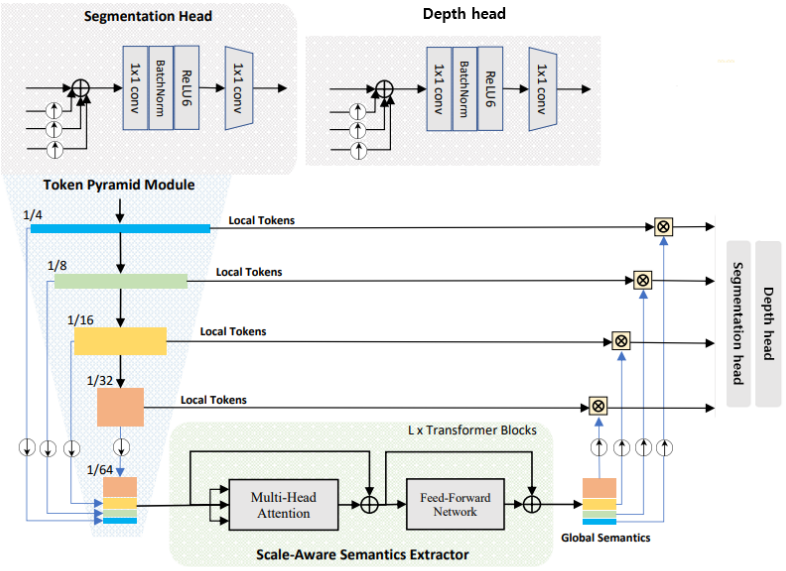 Segmentation Head
Depth head
1x1 conv
BatchNorm
ReLU6
1x1 conv
1x1 conv
BatchNorm
ReLU6
1x1 conv
Token Pyramid Module
1/4
Local Tokens
1/8
Local Tokens
1/16
Local Tokens
1/32
Local Tokens
Segmentation head
Depth head
L x Transformer Blocks
1/64
Multi-Head
Attention
Feed-Forward
Network
Global Semantics
Scale-Aware Semantics Extractor